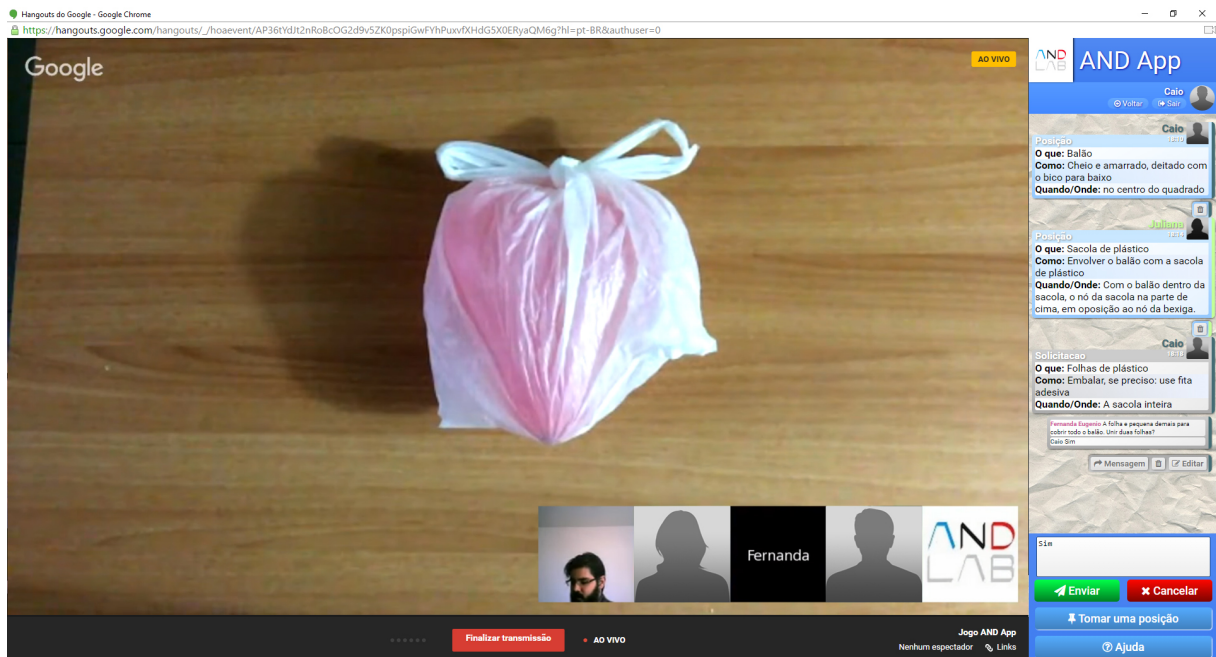 Hangouts do Google - Google Chrome
https://hangouts.google.com/hangouts/_/hoaevent/AP36tYdJt2nRoBcOG2d9v5ZK0pspiGwFYhPuxvfXHdG5X0ERyaQM6g?hl=pt-BR&authuser=0
Google
AO VIVO
AND LAB
AND App
Caio
Voltar
Sair
Caio
Posição
O que: Balão
Como: Cheio e amarrado, deitado com
o bico para baixo
Quando/Onde: no centro do quadrado
Juliana
Posição
18:14
O que: Sacola de plástico
Como: Envolver o balão com a sacola
de plástico
Quando/Onde: Com o balão dentro da
sacola, o nó da sacola na parte de
cima, em oposição ao nó da bexiga.
Caio
Solicitacao
18:18
O que: Folhas de plástico
Como: Embalar, se preciso: use fita
adesiva
Quando/Onde: A sacola inteira
Fernanda Eugenio A folha e pequena demais para
cobrir todo o balão. Unir duas folhas?
Caio Sim
Mensagem
Editar
Sim
Enviar
Cancelar
Tomar uma posição
Ajuda
Fernanda
AND
LAB
Finalizar transmissão
AO VIVO
Jogo AND App
Nenhum espectador
Links